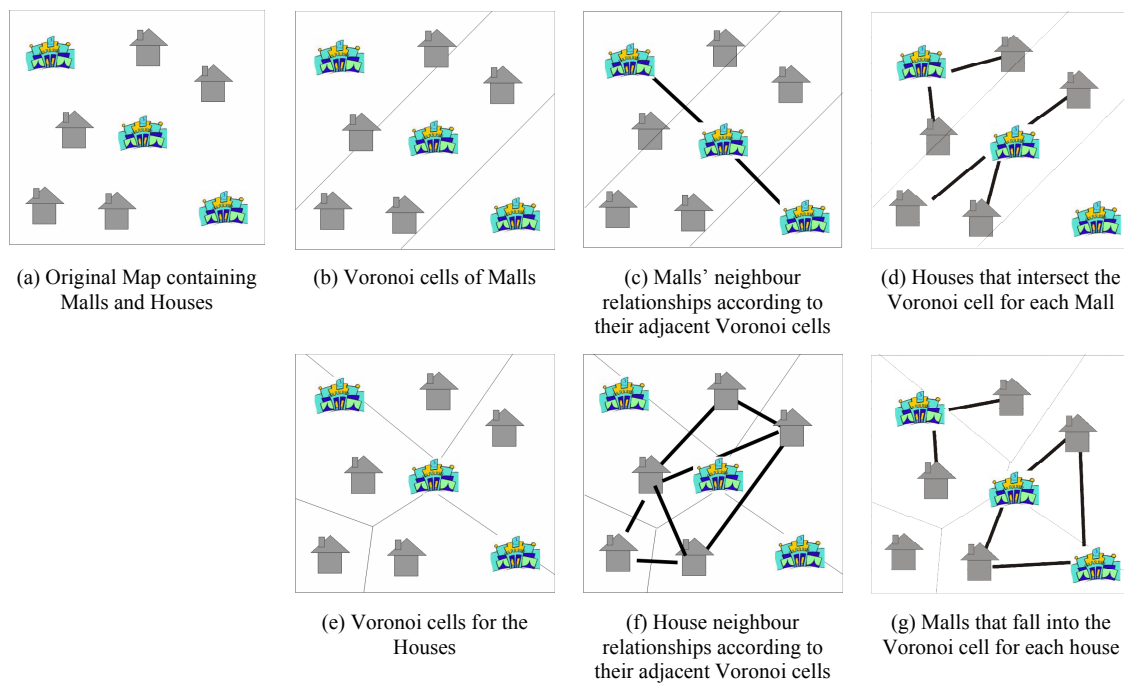 (a) Original Map containing
Malls and Houses
(b) Voronoi cells of Malls
(c) Malls’ neighbour
relationships according to
their adjacent Voronoi cells
(d) Houses that intersect the
Voronoi cell for each Mall
(e) Voronoi cells for the
Houses
(f) House neighbour
relationships according to
their adjacent Voronoi cells
(g) Malls that fall into the
Voronoi cell for each house